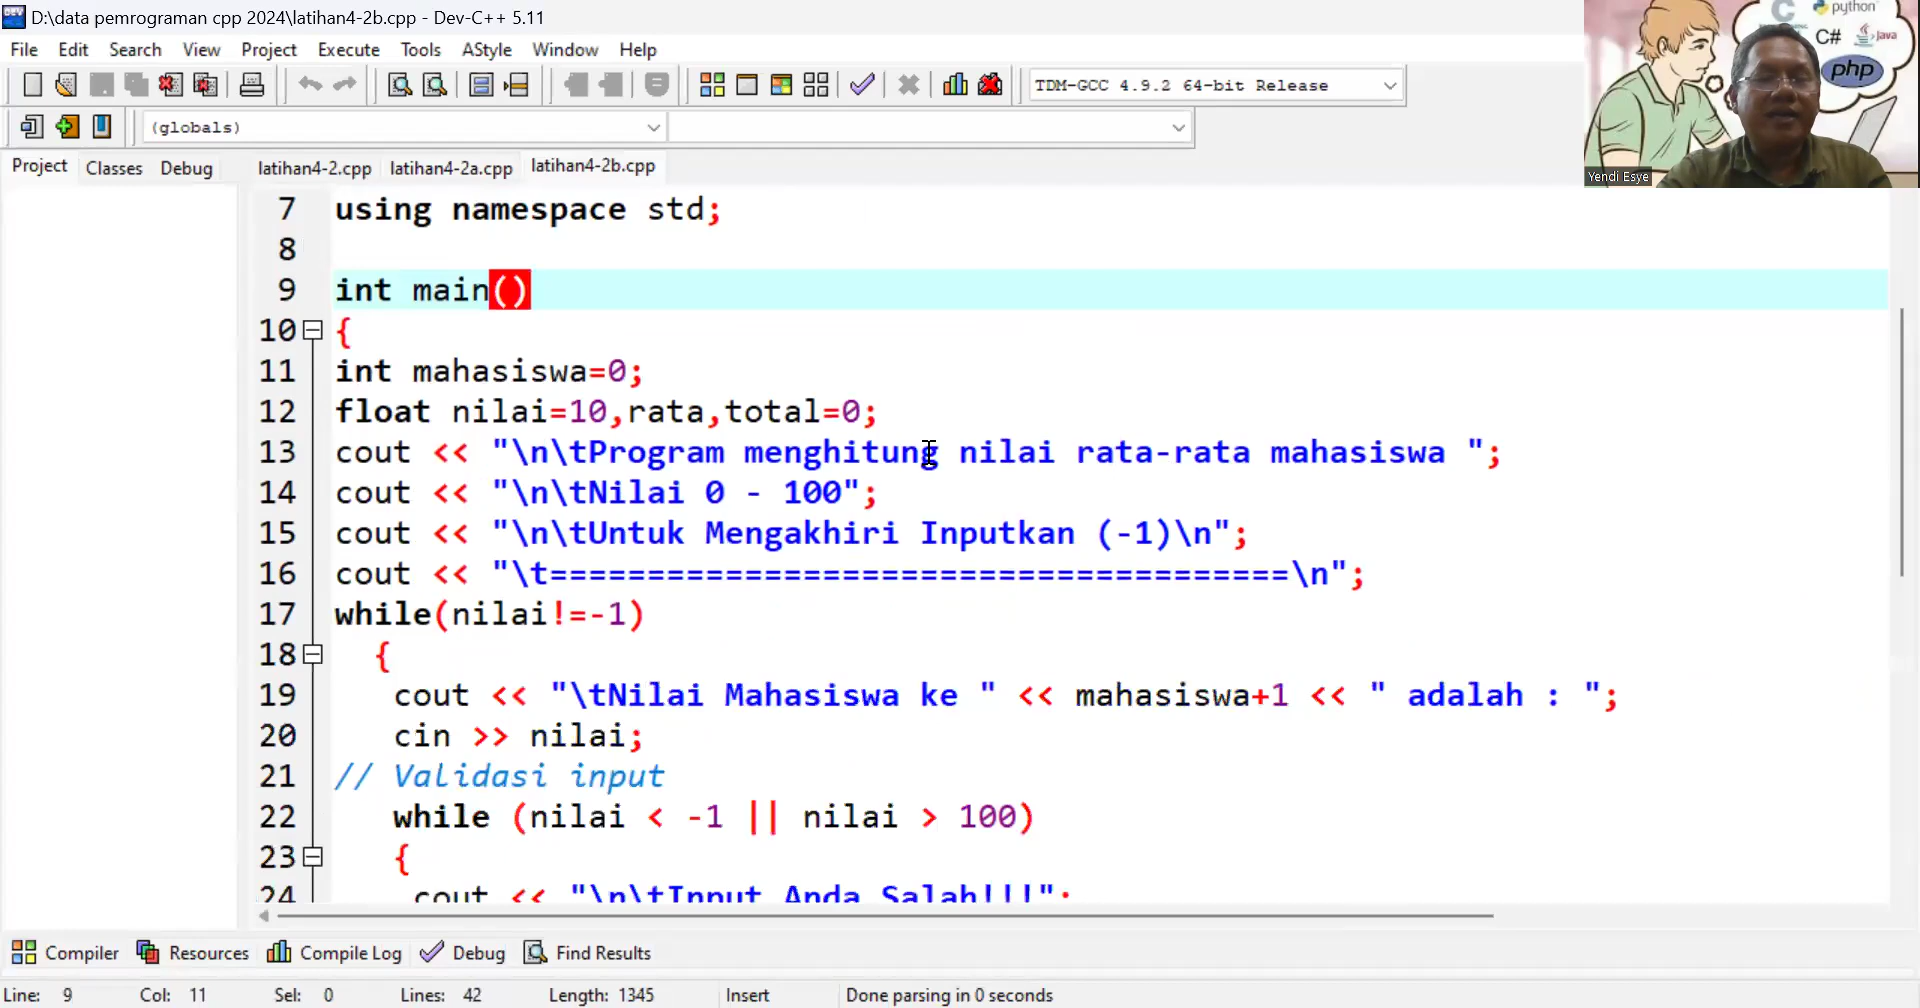 D:\data pemrograman cpp 2024\latihan4-2b.cpp - Dev-C++ 5.11
File Edit Search View Project Execute Tools AStyle Window Help
TDM-GCC 4.9.2 64-bit Release
(globals)
Project Classes Debug
latihan4-2.cpp latihan4-2a.cpp latihan4-2b.cpp
python
C
C#
Java
php
Yendi Esye
7 using namespace std;
8
9 int main()
10 {
11 int mahasiswa=0;
12 float nilai=10,rata,total=0;
13 cout << "\n\tProgram menghitung nilai rata-rata mahasiswa ";
14 cout << "\n\tNilai 0 - 100";
15 cout << "\n\tUntuk Mengakhiri Inputkan (-1)\n";
16 cout << "\t======================================\n";
17 while(nilai!=-1)
18 {
19 cout << "\tNilai Mahasiswa ke " << mahasiswa+1 << " adalah : ";
20 cin >> nilai;
21 // Validasi input
22 while (nilai < -1 || nilai > 100)
23 {
24 cout << "\n\tInput Anda Salah!!!";
Compiler Resources Compile Log Debug Find Results
Line: 9 Col: 11 Sel: 0 Lines: 42 Length: 1345 Insert Done parsing in 0 seconds